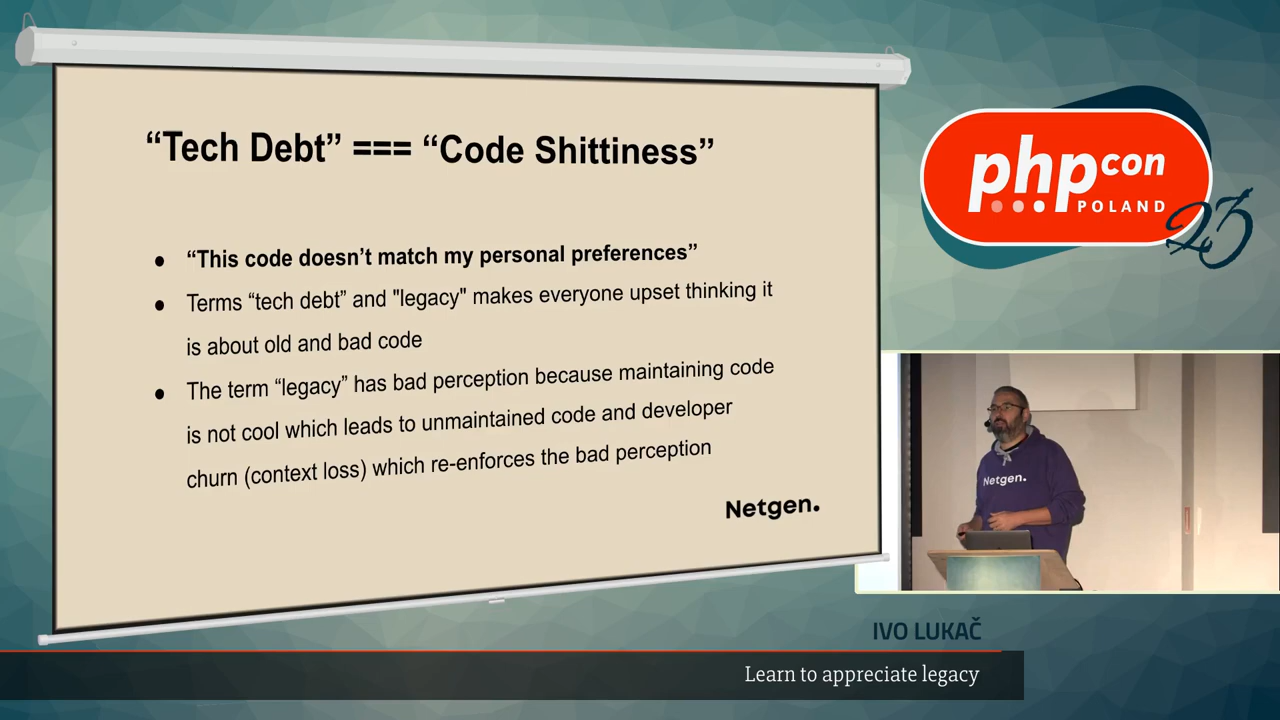 “Tech Debt” === “Code Shittiness”
● “This code doesn’t match my personal preferences”
● Terms “tech debt” and "legacy" makes everyone upset thinking it
is about old and bad code
● The term “legacy” has bad perception because maintaining code
is not cool which leads to unmaintained code and developer
churn (context loss) which re-enforces the bad perception
Netgen.
phpcon
POLAND
23
Netgen.
IVO LUKAČ
Learn to appreciate legacy